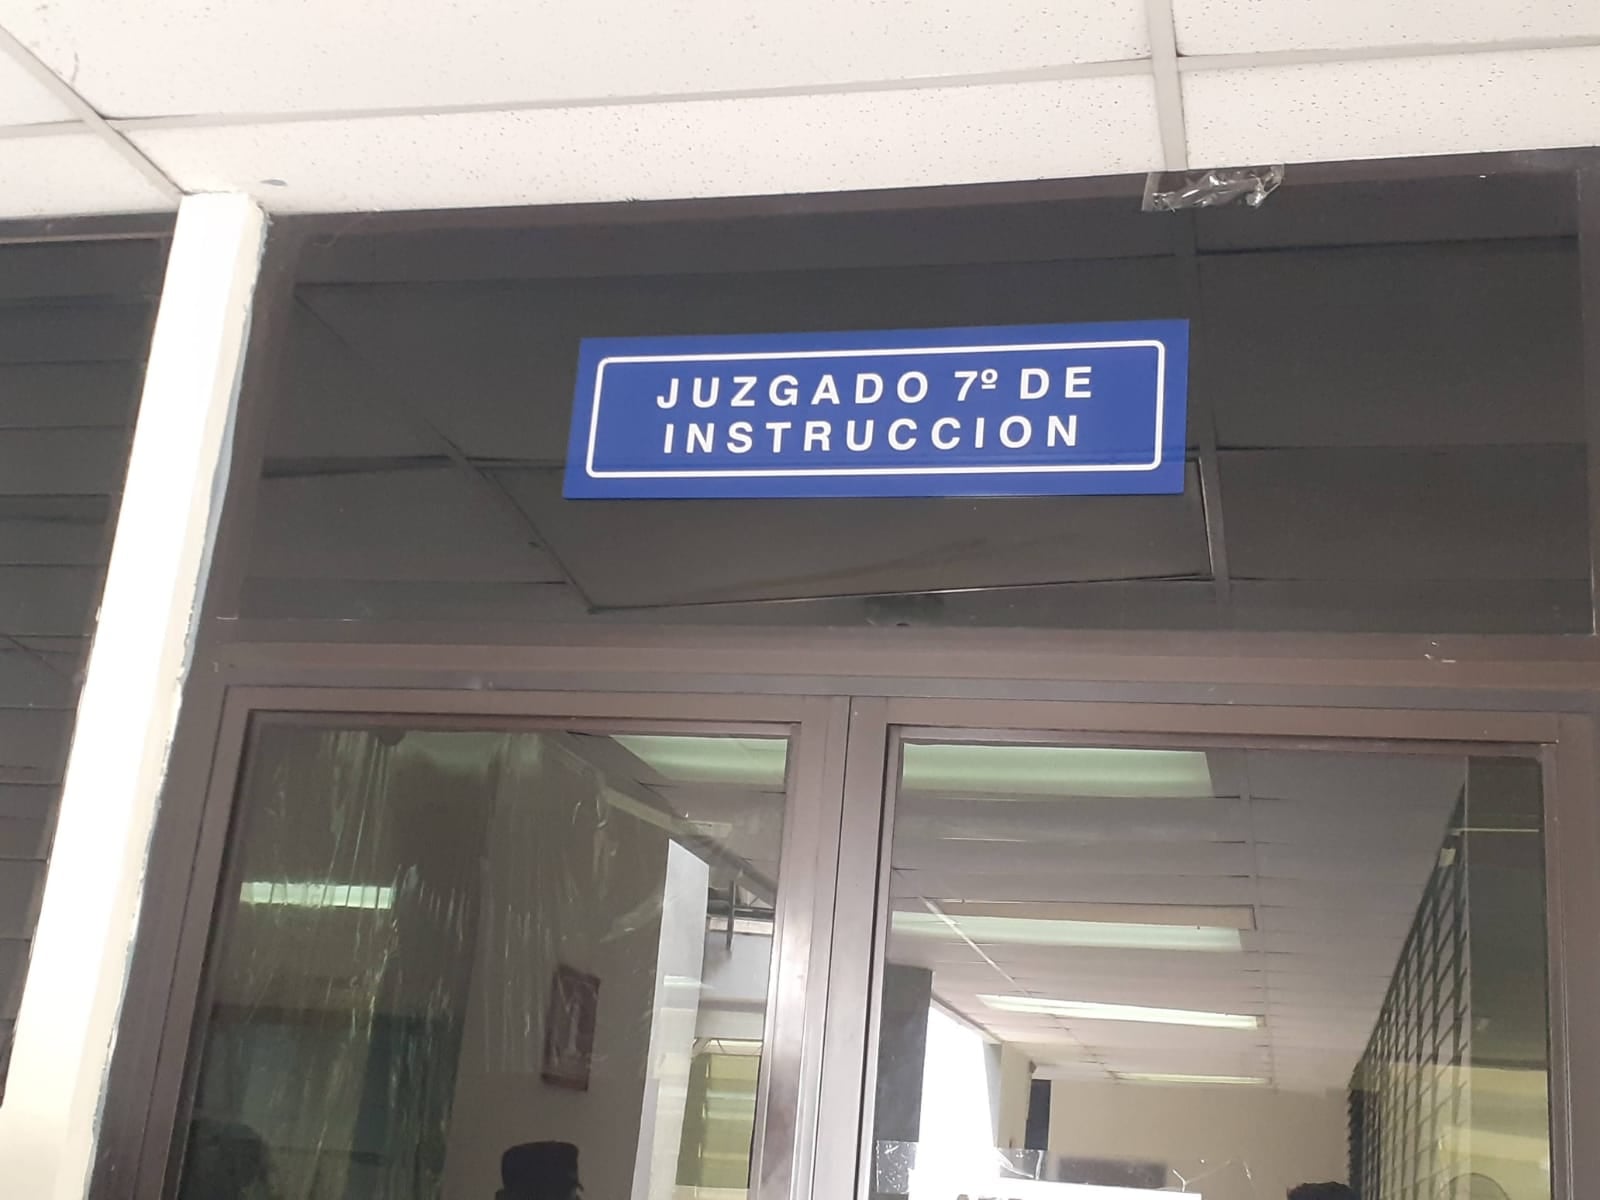 JUZGADO 7º DE
INSTRUCCION